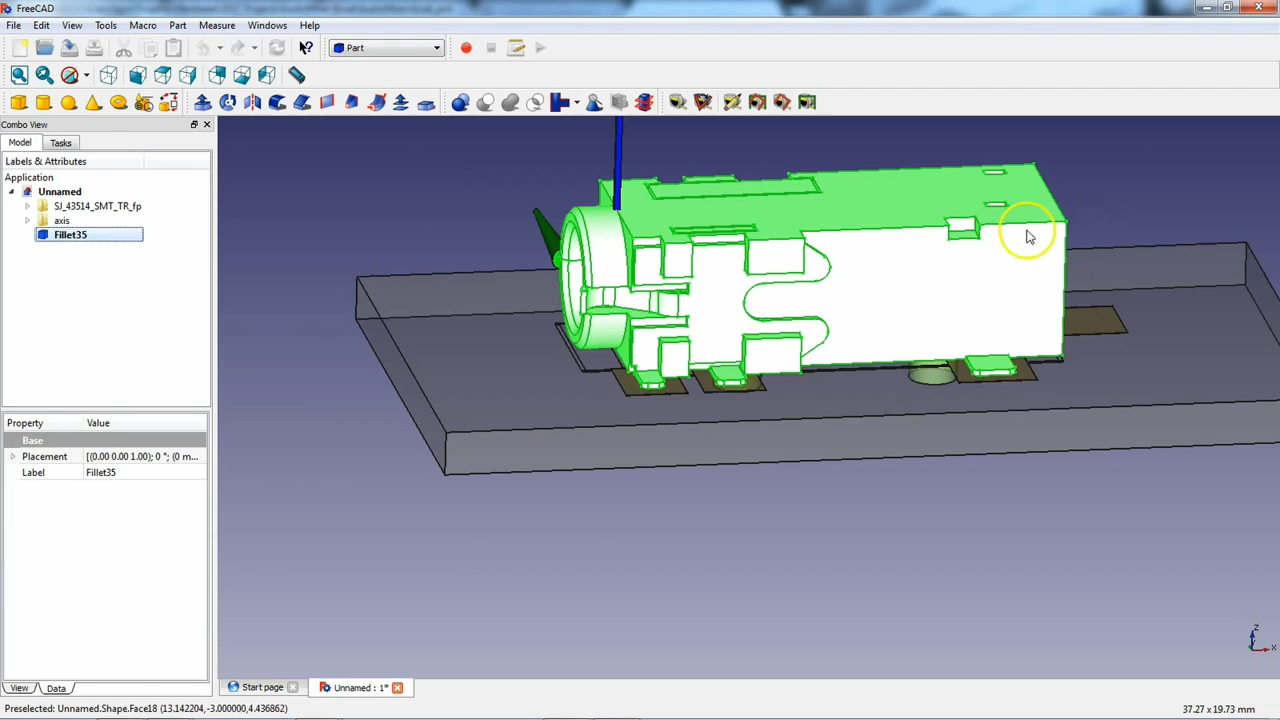 FreeCAD
File Edit View Tools Macro Part Measure Windows Help
Part
Combo View
Model Tasks
Labels & Attributes
Application
Unnamed
SJ_43514_SMT_TR_fp
axis
Fillet35
Property Value
Base
Placement [(0.00 0.00 1.00); 0 °; (0 m...
Label Fillet35
View Data
Start page Unnamed : 1*
Z
X
Preselected: Unnamed.Shape.Face18 (13.142204,-3.000000,4.436862)
37.27 x 19.73 mm